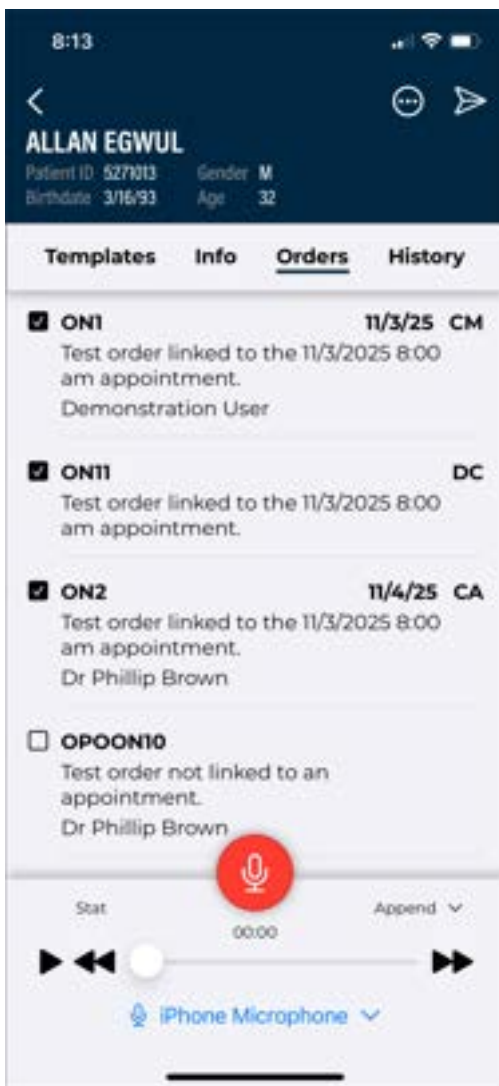 8:13
ALLAN EGWUL
Patient ID 5271013 Gender M
Birthdate 3/16/93 Age 32
Templates Info Orders History
ON1 11/3/25 CM
Test order linked to the 11/3/2025 8:00
am appointment.
Demonstration User
ON11 DC
Test order linked to the 11/3/2025 8:00
am appointment.
ON2 11/4/25 CA
Test order linked to the 11/3/2025 8:00
am appointment.
Dr Phillip Brown
OPOON10
Test order not linked to an
appointment.
Dr Phillip Brown
Stat Append
00:00
iPhone Microphone